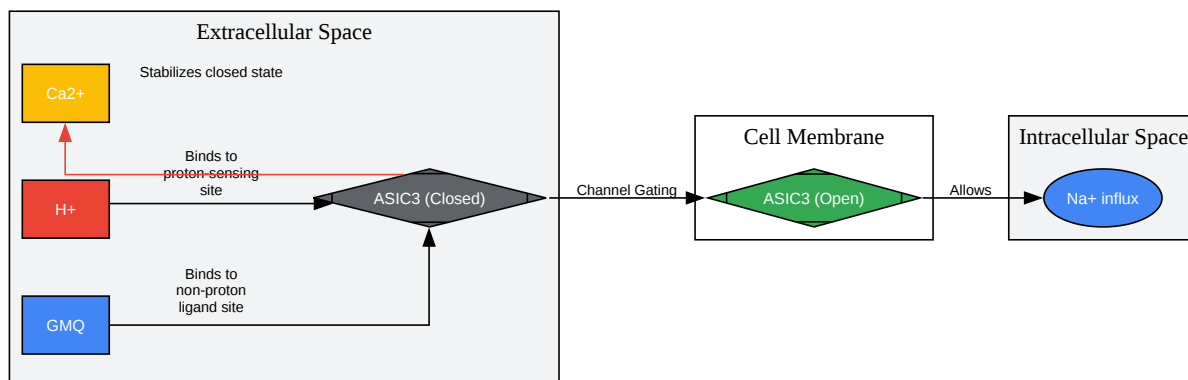 Extracellular Space
Ca2+
Stabilizes closed state
Binds to
proton-sensing
site
H+
ASIC3 (Closed)
Binds to
non-proton
ligand site
GMQ
Channel Gating
Cell Membrane
ASIC3 (Open)
Allows
Intracellular Space
Na+ influx